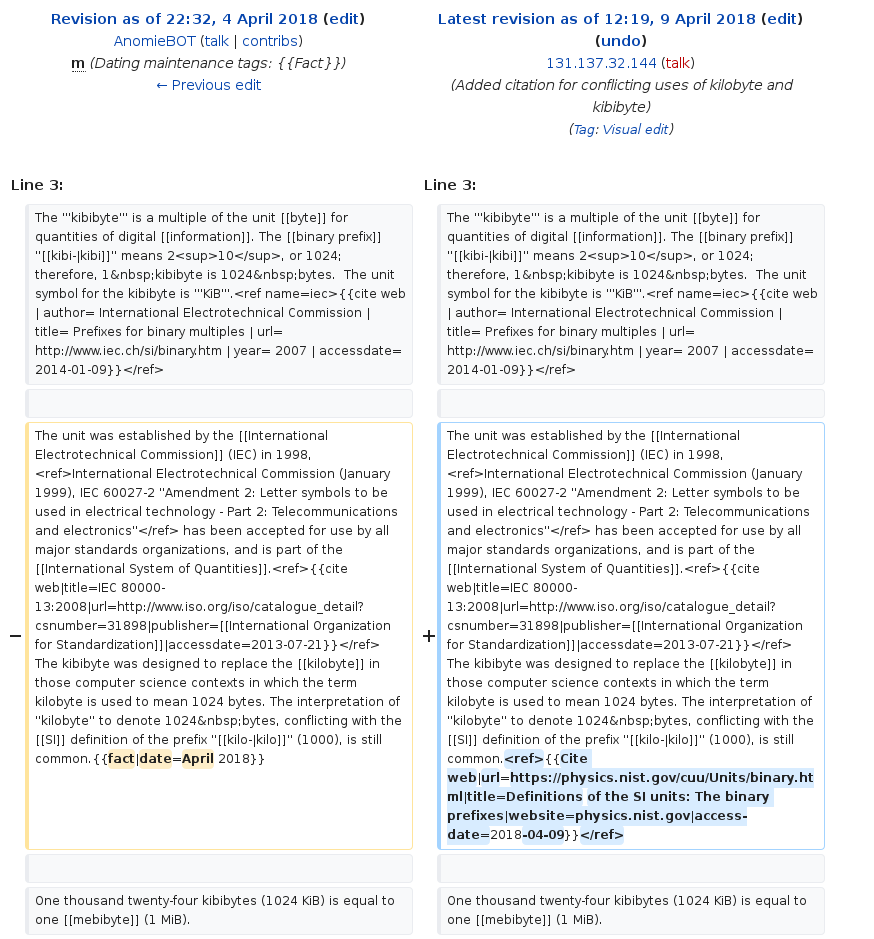 Revision as of 22:32, 4 April 2018 (edit)
AnomieBOT (talk | contribs)
m (Dating maintenance tags: {{Fact}})
← Previous edit
Latest revision as of 12:19, 9 April 2018 (edit)
(undo)
131.137.32.144 (talk)
(Added citation for conflicting uses of kilobyte and
kibibyte)
(Tag: Visual edit)
Line 3:
Line 3:
The '''kibibyte''' is a multiple of the unit [[byte]] for
quantities of digital [[information]]. The [[binary prefix]]
''[[kibi-|kibi]]'' means 2<sup>10</sup>, or 1024;
therefore, 1&nbsp;kibibyte is 1024&nbsp;bytes.  The unit
symbol for the kibibyte is '''KiB'''.<ref name=iec>{{cite web
| author= International Electrotechnical Commission |
title= Prefixes for binary multiples | url=
http://www.iec.ch/si/binary.htm | year= 2007 | accessdate=
2014-01-09}}</ref>
The '''kibibyte''' is a multiple of the unit [[byte]] for
quantities of digital [[information]]. The [[binary prefix]]
''[[kibi-|kibi]]'' means 2<sup>10</sup>, or 1024;
therefore, 1&nbsp;kibibyte is 1024&nbsp;bytes.  The unit
symbol for the kibibyte is '''KiB'''.<ref name=iec>{{cite web
| author= International Electrotechnical Commission |
title= Prefixes for binary multiples | url=
http://www.iec.ch/si/binary.htm | year= 2007 | accessdate=
2014-01-09}}</ref>
−
The unit was established by the [[International
Electrotechnical Commission]] (IEC) in 1998,
<ref>International Electrotechnical Commission (January
1999), IEC 60027-2 "Amendment 2: Letter symbols to be
used in electrical technology - Part 2: Telecommunications
and electronics"</ref> has been accepted for use by all
major standards organizations, and is part of the
[[International System of Quantities]].<ref>{{cite
web|title=IEC 80000-
13:2008|url=http://www.iso.org/iso/catalogue_detail?
csnumber=31898|publisher=[[International Organization
for Standardization]]|accessdate=2013-07-21}}</ref>
The kibibyte was designed to replace the [[kilobyte]] in
those computer science contexts in which the term
kilobyte is used to mean 1024 bytes. The interpretation of
''kilobyte'' to denote 1024&nbsp;bytes, conflicting with the
[[SI]] definition of the prefix ''[[kilo-|kilo]]'' (1000), is still
common.{{fact|date=April 2018}}
+
The unit was established by the [[International
Electrotechnical Commission]] (IEC) in 1998,
<ref>International Electrotechnical Commission (January
1999), IEC 60027-2 "Amendment 2: Letter symbols to be
used in electrical technology - Part 2: Telecommunications
and electronics"</ref> has been accepted for use by all
major standards organizations, and is part of the
[[International System of Quantities]].<ref>{{cite
web|title=IEC 80000-
13:2008|url=http://www.iso.org/iso/catalogue_detail?
csnumber=31898|publisher=[[International Organization
for Standardization]]|accessdate=2013-07-21}}</ref>
The kibibyte was designed to replace the [[kilobyte]] in
those computer science contexts in which the term
kilobyte is used to mean 1024 bytes. The interpretation of
''kilobyte'' to denote 1024&nbsp;bytes, conflicting with the
[[SI]] definition of the prefix ''[[kilo-|kilo]]'' (1000), is still
common.<ref>{{Cite
web|url=https://physics.nist.gov/cuu/Units/binary.ht
ml|title=Definitions of the SI units: The binary
prefixes|website=physics.nist.gov|access-
date=2018-04-09}}</ref>
One thousand twenty-four kibibytes (1024 KiB) is equal to
one [[mebibyte]] (1 MiB).
One thousand twenty-four kibibytes (1024 KiB) is equal to
one [[mebibyte]] (1 MiB).